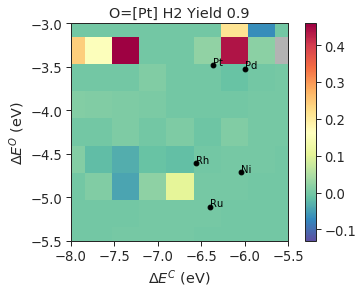 O=[Pt] H2 Yield 0.9
−3.0
−3.5
−4.0
−4.5
−5.0
−5.5
ΔE^O (eV)
Pt
Pd
Rh
Ni
Ru
−8.0 −7.5 −7.0 −6.5 −6.0 −5.5
ΔE^C (eV)
0.4
0.3
0.2
0.1
0.0
−0.1